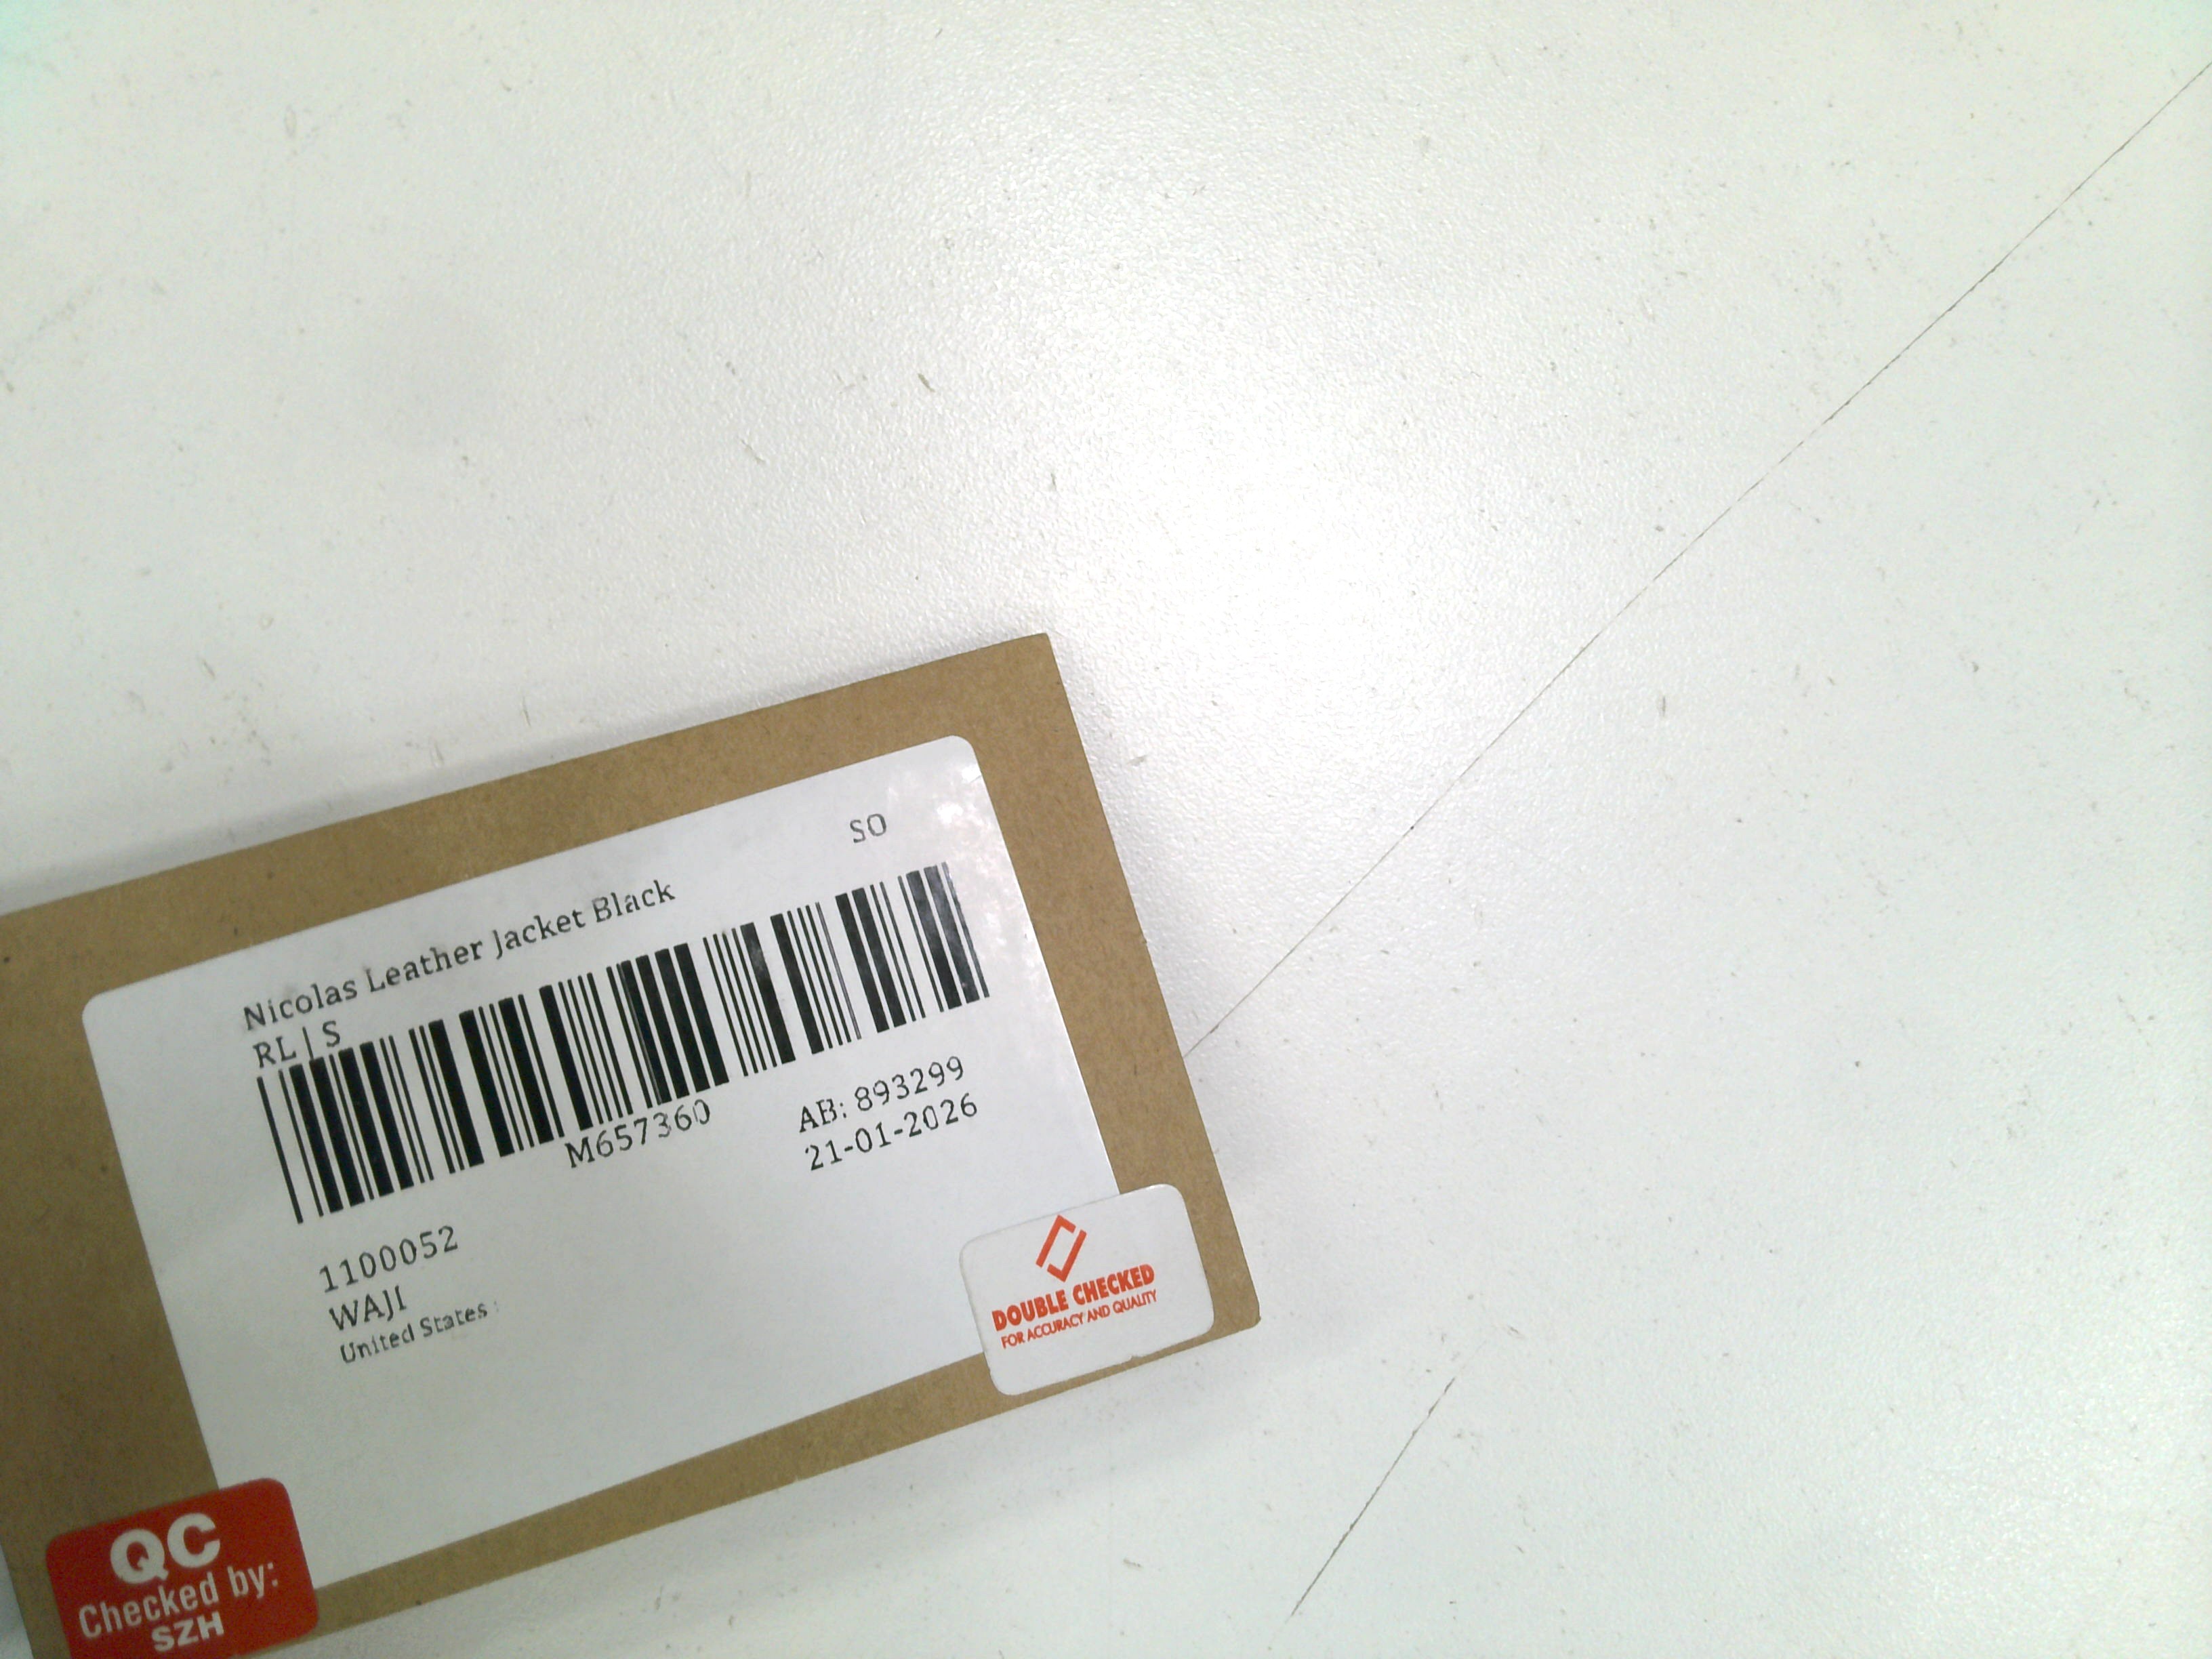 SO
Nicolas Leather Jacket Black
RL | S
M657360
AB: 893299
21-01-2026
1100052
WAJI
United States :
DOUBLE CHECKED
FOR ACCURACY AND QUALITY
QC
Checked by:
SZH